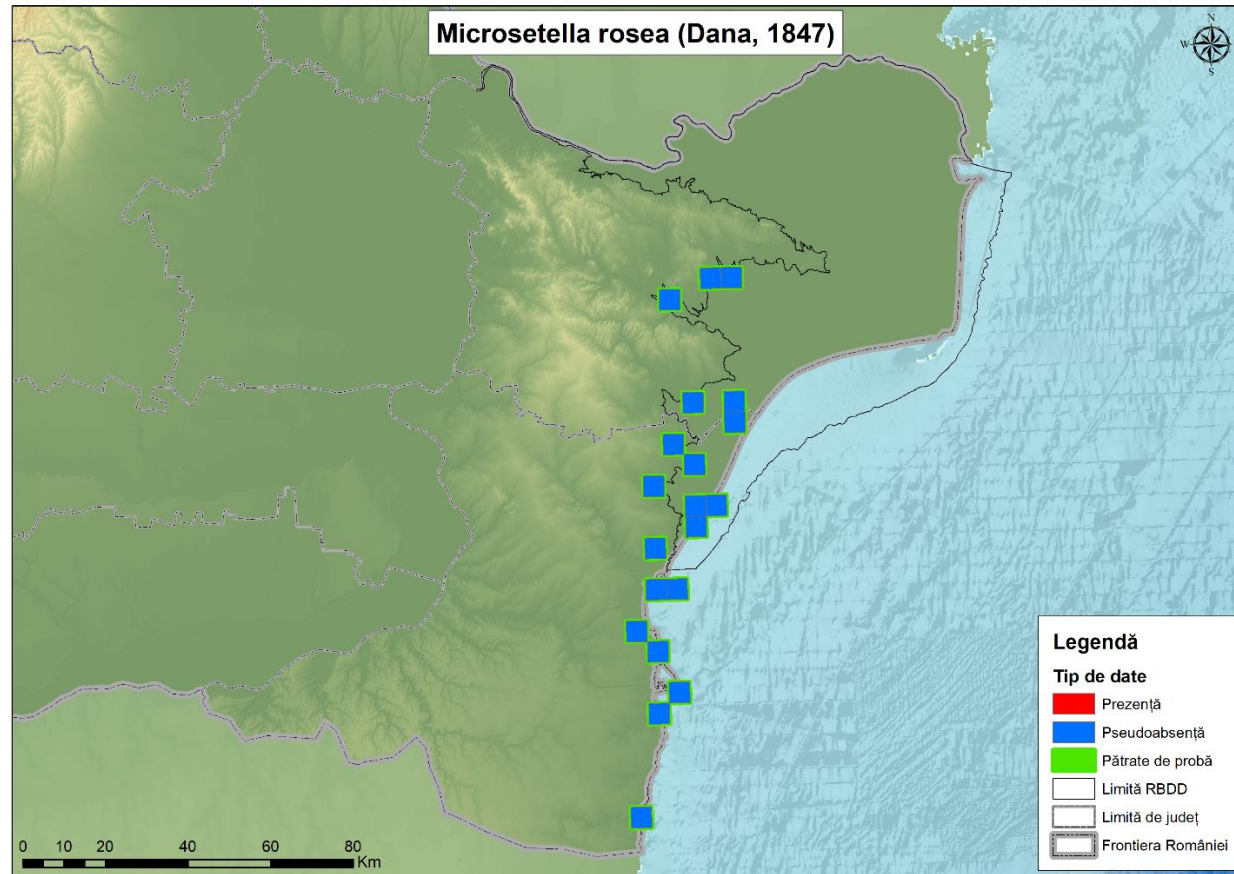 Microsetella rosea (Dana, 1847)
N
W
S
Legendă
Tip de date
Prezență
Pseudoabsență
Pătrate de probă
Limită RBDD
Limită de județ
Frontiera României
0 10 20 40 60 80
Km